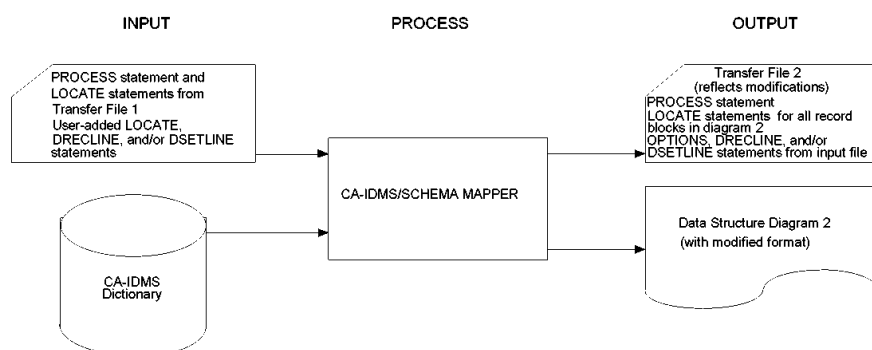 INPUT
PROCESS
OUTPUT
PROCESS statement and
LOCATE statements from
Transfer File 1
User-added LOCATE,
DRECLINE, and/or DSETLINE
statements
CA-IDMS
Dictionary
CA-IDMS/SCHEMA MAPPER
Transfer File 2
(reflects modifications)
PROCESS statement
LOCATE statements for all record
blocks in diagram 2
OPTIONS, DRECLINE, and/or
DSETLINE statements from input file
Data Structure Diagram 2
(with modified format)